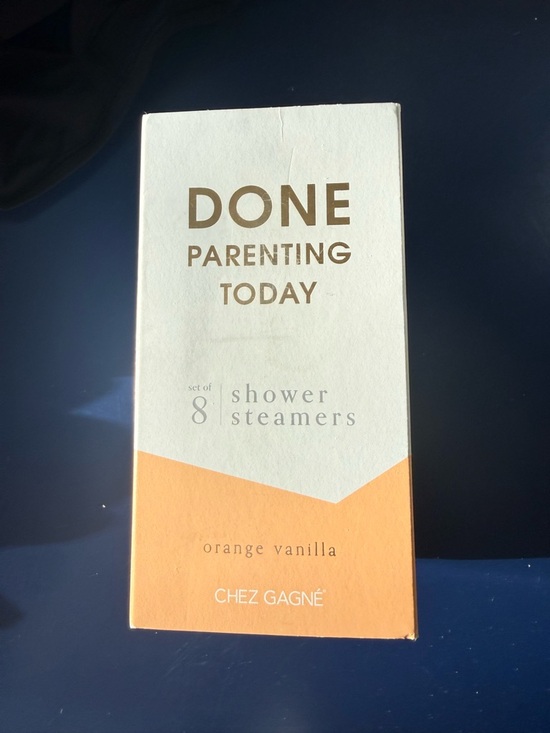 DONE
PARENTING
TODAY
set of
8
shower
steamers
orange vanilla
CHEZ GAGNÉ